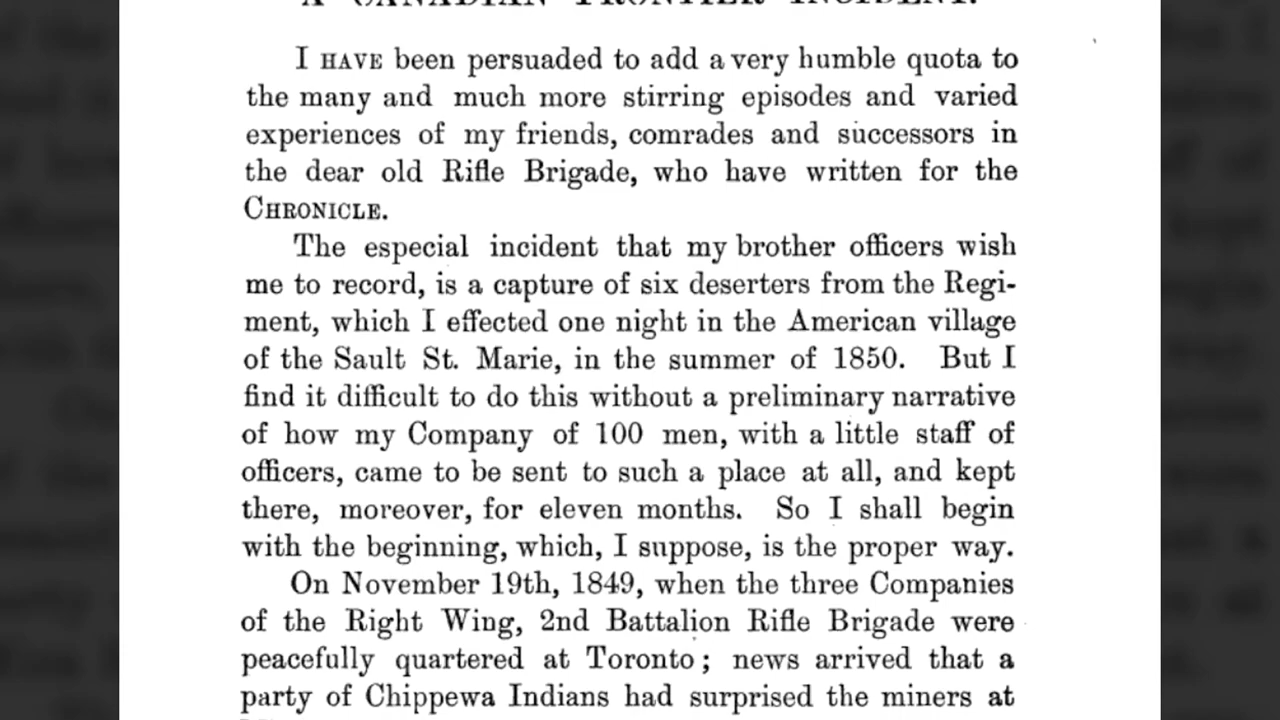 A CANADIAN FRONTIER INCIDENT.
I HAVE been persuaded to add a very humble quota to
the many and much more stirring episodes and varied
experiences of my friends, comrades and successors in
the dear old Rifle Brigade, who have written for the
CHRONICLE.
The especial incident that my brother officers wish
me to record, is a capture of six deserters from the Regi-
ment, which I effected one night in the American village
of the Sault St. Marie, in the summer of 1850. But I
find it difficult to do this without a preliminary narrative
of how my Company of 100 men, with a little staff of
officers, came to be sent to such a place at all, and kept
there, moreover, for eleven months. So I shall begin
with the beginning, which, I suppose, is the proper way.
On November 19th, 1849, when the three Companies
of the Right Wing, 2nd Battalion Rifle Brigade were
peacefully quartered at Toronto; news arrived that a
party of Chippewa Indians had surprised the miners at